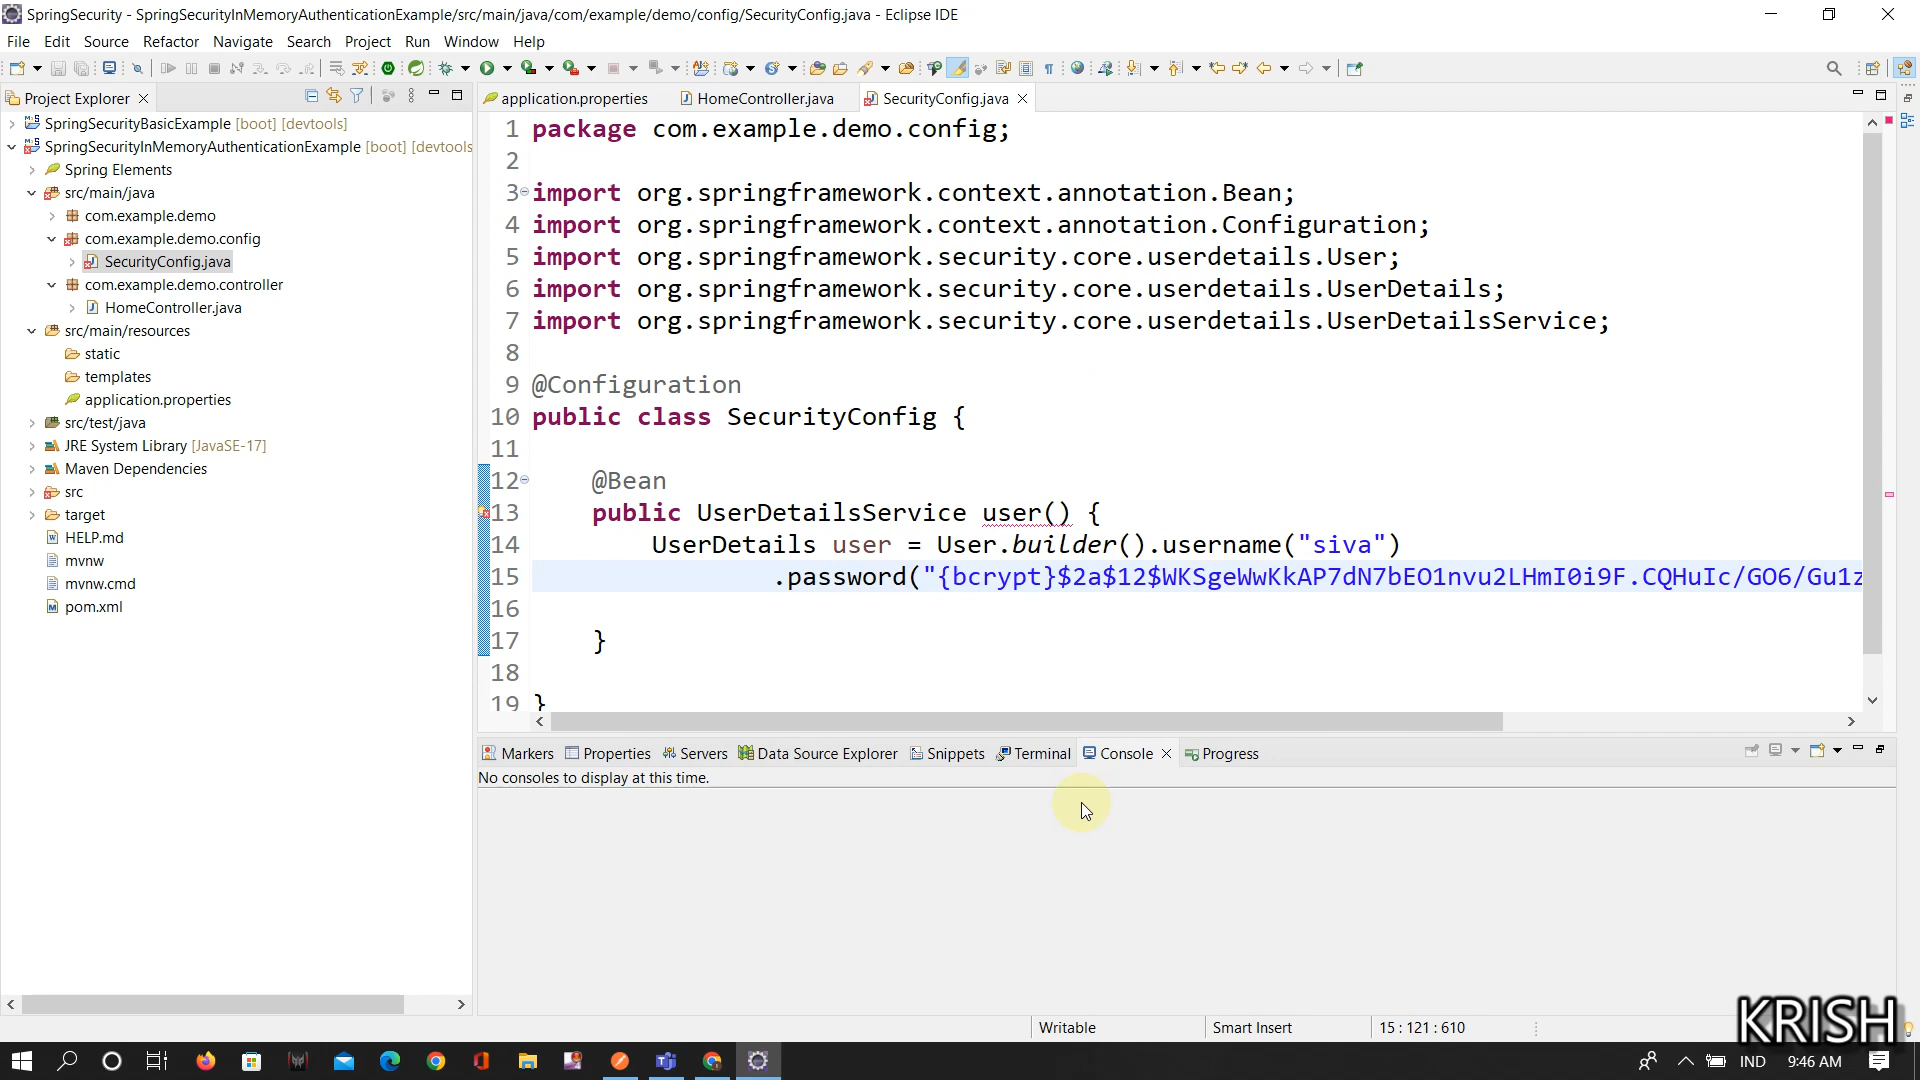 SpringSecurity - SpringSecurityInMemoryAuthenticationExample/src/main/java/com/example/demo/config/SecurityConfig.java - Eclipse IDE
File Edit Source Refactor Navigate Search Project Run Window Help
Project Explorer
SpringSecurityBasicExample [boot] [devtools]
SpringSecurityInMemoryAuthenticationExample [boot] [devtools
Spring Elements
src/main/java
com.example.demo
com.example.demo.config
SecurityConfig.java
com.example.demo.controller
HomeController.java
src/main/resources
static
templates
application.properties
src/test/java
JRE System Library [JavaSE-17]
Maven Dependencies
src
target
HELP.md
mvnw
mvnw.cmd
pom.xml
application.properties HomeController.java SecurityConfig.java
1 package com.example.demo.config;
2
3 import org.springframework.context.annotation.Bean;
4 import org.springframework.context.annotation.Configuration;
5 import org.springframework.security.core.userdetails.User;
6 import org.springframework.security.core.userdetails.UserDetails;
7 import org.springframework.security.core.userdetails.UserDetailsService;
8
9 @Configuration
10 public class SecurityConfig {
11
12 @Bean
13 public UserDetailsService user() {
14 UserDetails user = User.builder().username("siva")
15 .password("{bcrypt}$2a$12$WKSgeWwKkAP7dN7bEO1nvu2LHmI0i9F.CQHuIc/GO6/Gu1z
16
17 }
18
19 }
Markers Properties Servers Data Source Explorer Snippets Terminal Console Progress
No consoles to display at this time.
Writable Smart Insert 15 : 121 : 610
KRISH
IND 9:46 AM